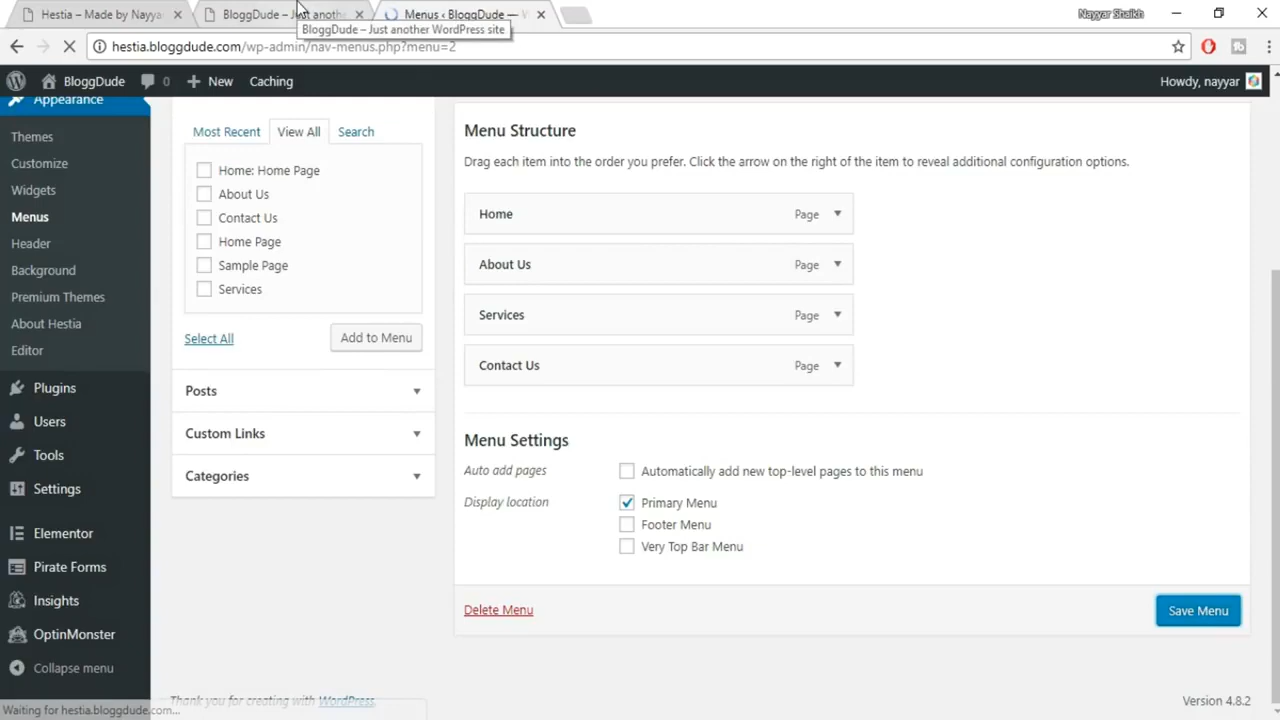 Hestia – Made by Nayyar
BloggDude – Just anothe
Menus ‹ BloggDude — W
Nayyar Shaikh
BloggDude – Just another WordPress site
hestia.bloggdude.com/wp-admin/nav-menus.php?menu=2
BloggDude
0
New
Caching
Howdy, nayyar
Appearance
Themes
Customize
Widgets
Menus
Header
Background
Premium Themes
About Hestia
Editor
Plugins
Users
Tools
Settings
Elementor
Pirate Forms
Insights
OptinMonster
Collapse menu
Most Recent
View All
Search
Home: Home Page
About Us
Contact Us
Home Page
Sample Page
Services
Select All
Add to Menu
Posts
Custom Links
Categories
Menu Structure
Drag each item into the order you prefer. Click the arrow on the right of the item to reveal additional configuration options.
Home Page
About Us Page
Services Page
Contact Us Page
Menu Settings
Auto add pages
Automatically add new top-level pages to this menu
Display location
Primary Menu
Footer Menu
Very Top Bar Menu
Delete Menu
Save Menu
Thank you for creating with WordPress.
Version 4.8.2
Waiting for hestia.bloggdude.com...